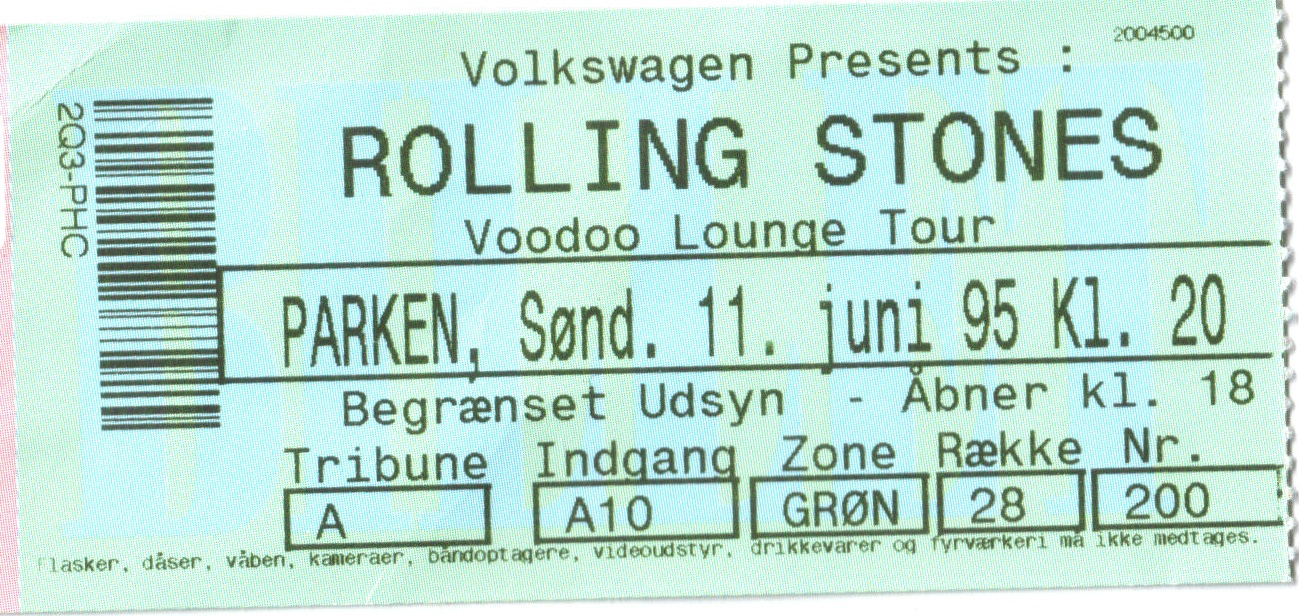 2004500
Volkswagen Presents :
ROLLING STONES
Voodoo Lounge Tour
2Q3-PHC
PARKEN, Sønd. 11. juni 95 Kl. 20
Begrænset Udsyn - Åbner kl. 18
Tribune Indgang Zone Række Nr.
A A10 GRØN 28 200
Flasker, dåser, våben, kameraer, båndoptagere, videoudstyr, drikkevarer og fyrværkeri må ikke medtages.